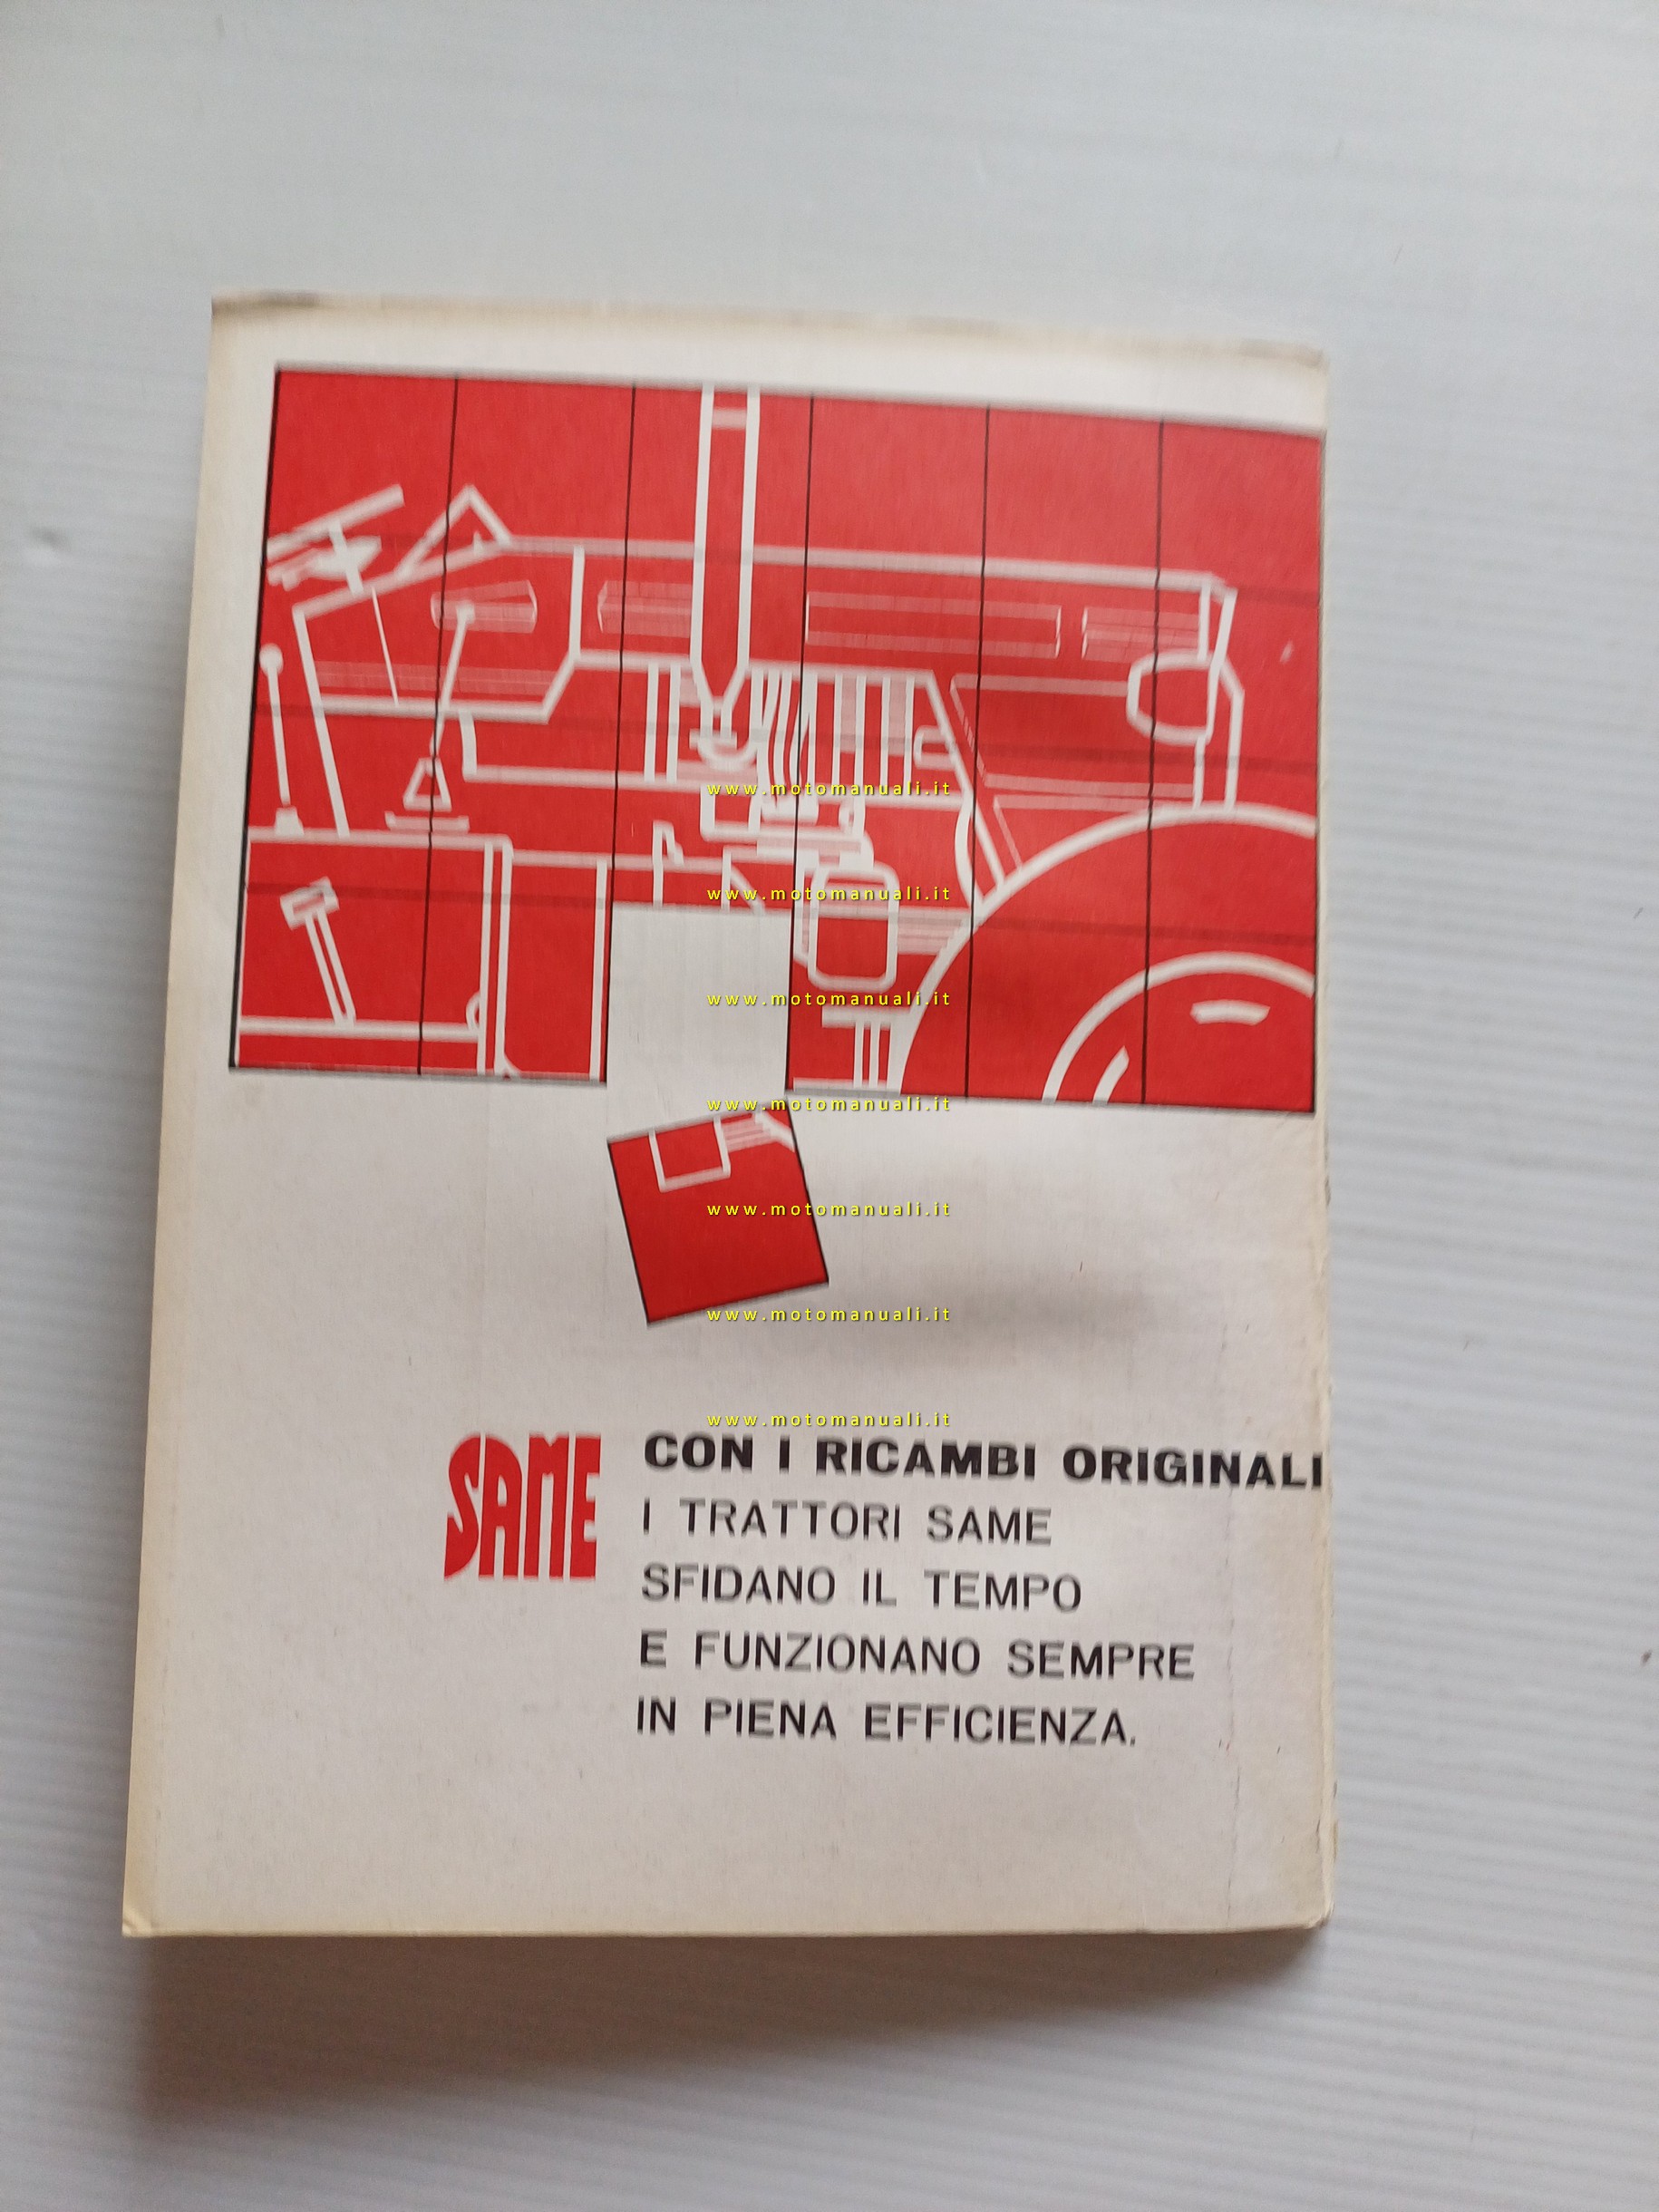 www.motomanuali.it
www.motomanuali.it
www.motomanuali.it
www.motomanuali.it
www.motomanuali.it
www.motomanuali.it
www.motomanuali.it
SAME
CON I RICAMBI ORIGINALI
I TRATTORI SAME
SFIDANO IL TEMPO
E FUNZIONANO SEMPRE
IN PIENA EFFICIENZA.